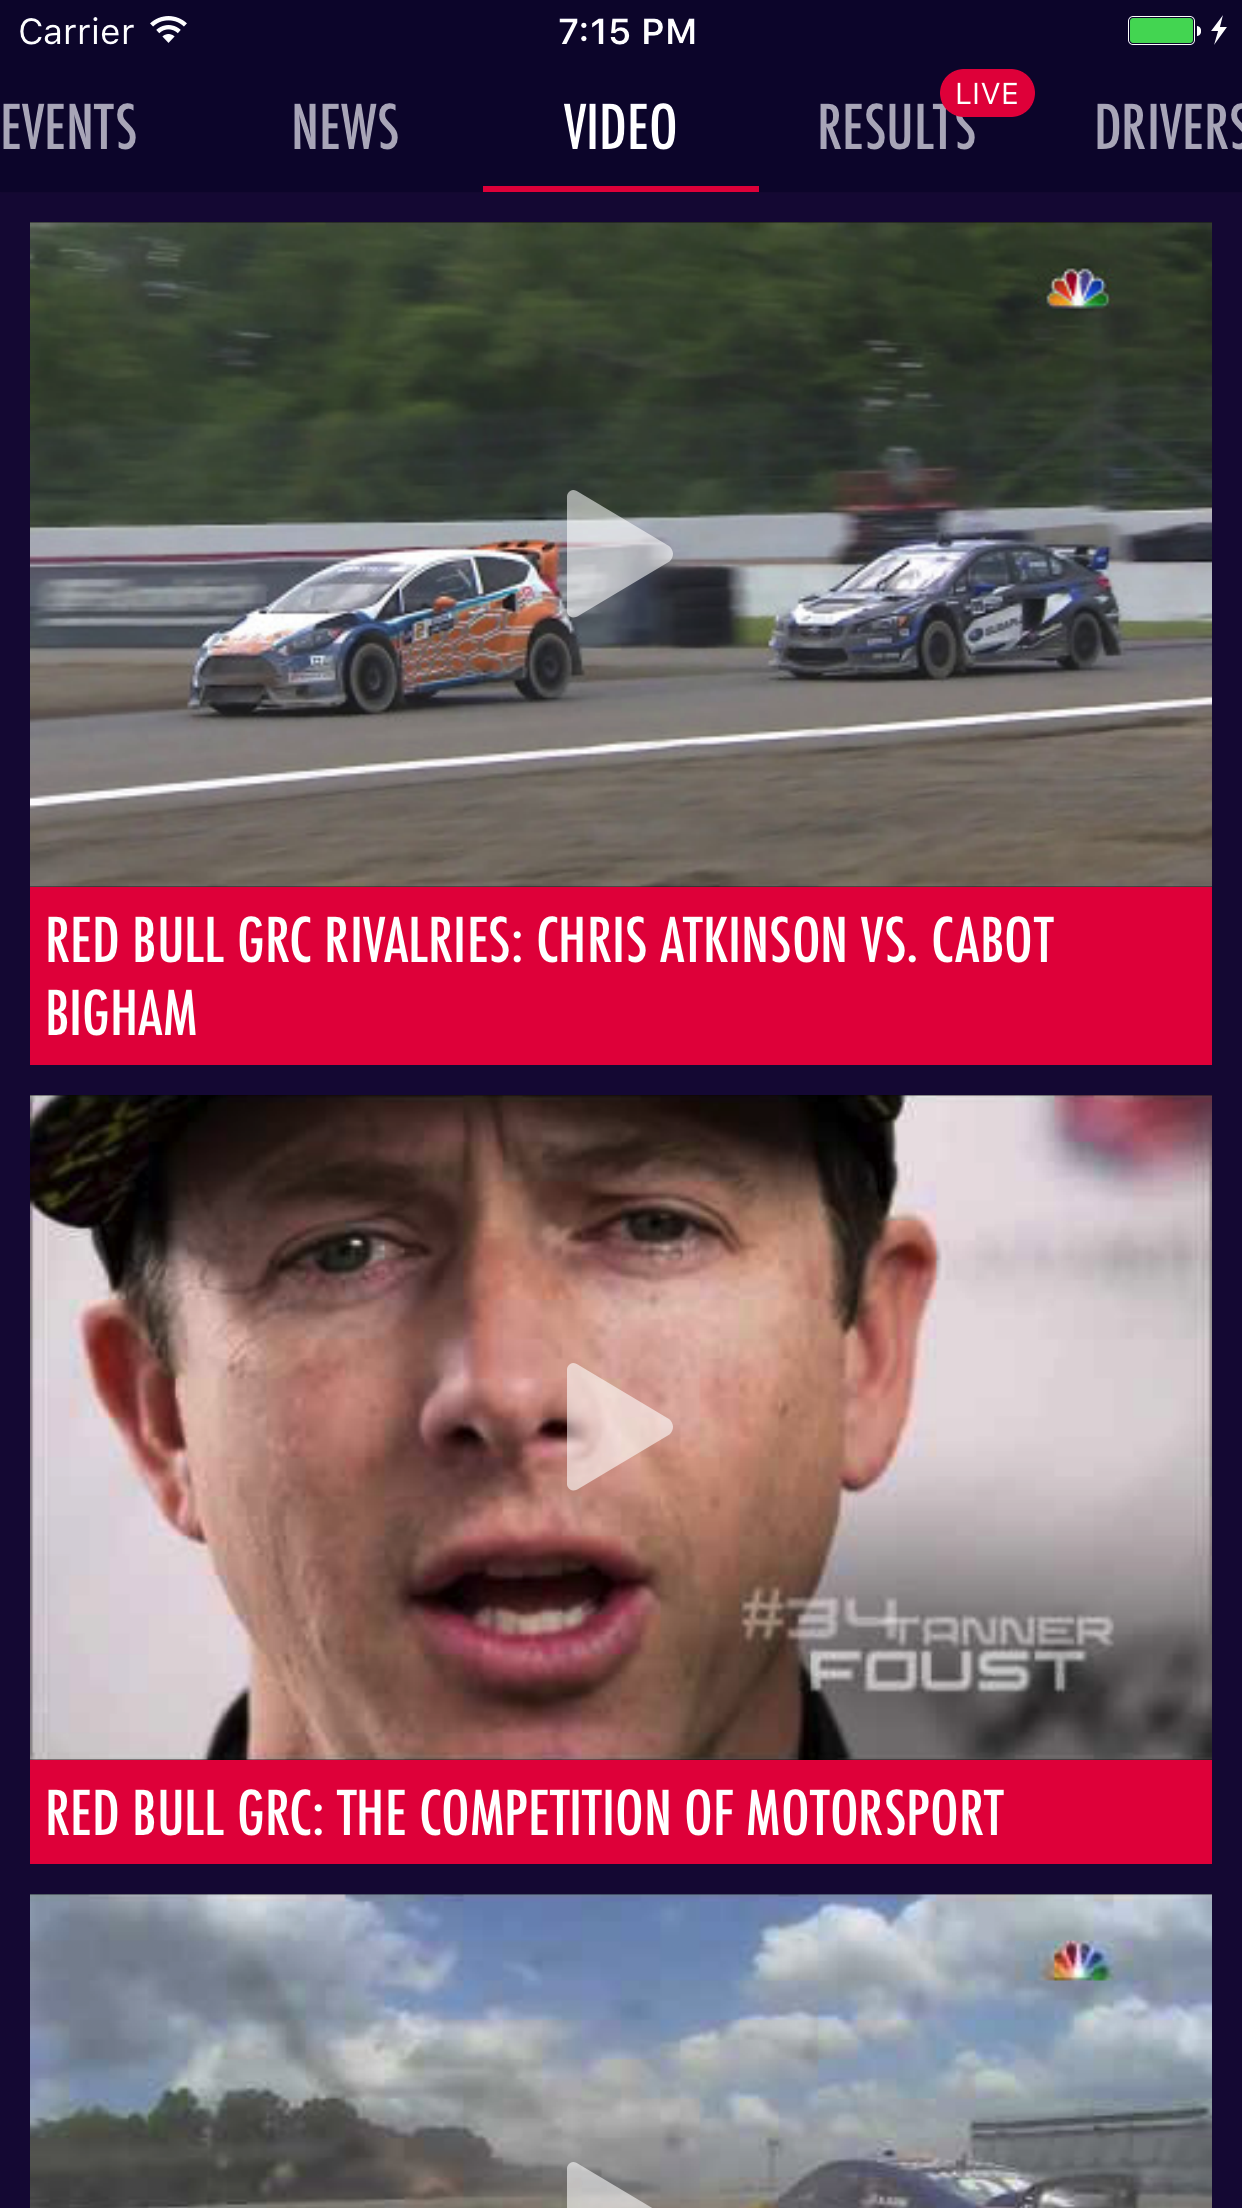 Carrier 7:15 PM
EVENTS NEWS VIDEO RESULTS LIVE DRIVERS
RED BULL GRC RIVALRIES: CHRIS ATKINSON VS. CABOT
BIGHAM
#34 TANNER
FOUST
RED BULL GRC: THE COMPETITION OF MOTORSPORT